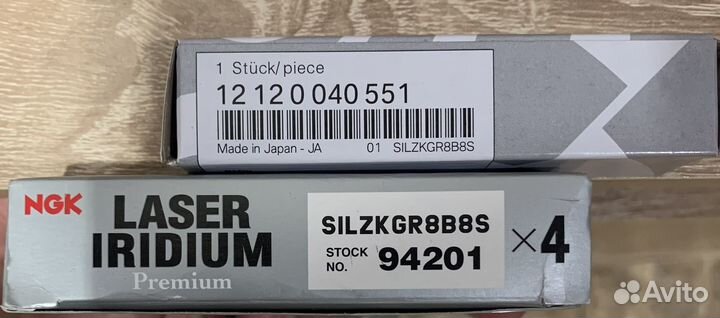 1 Stück/piece
12 12 0 040 551
Made in Japan - JA 01 SILZKGR8B8S
NGK
LASER
IRIDIUM
Premium
SILZKGR8B8S
STOCK NO. 94201
×4
Avito